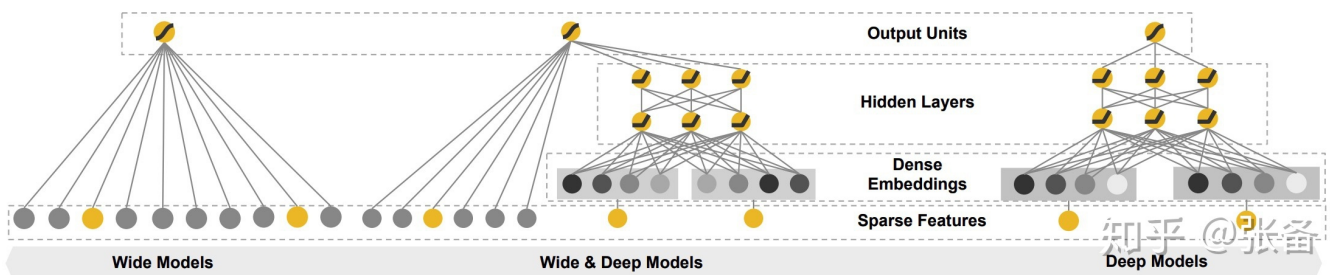 Output Units
Hidden Layers
Dense
Embeddings
Sparse Features
知乎 @张备
Wide Models
Wide & Deep Models
Deep Models